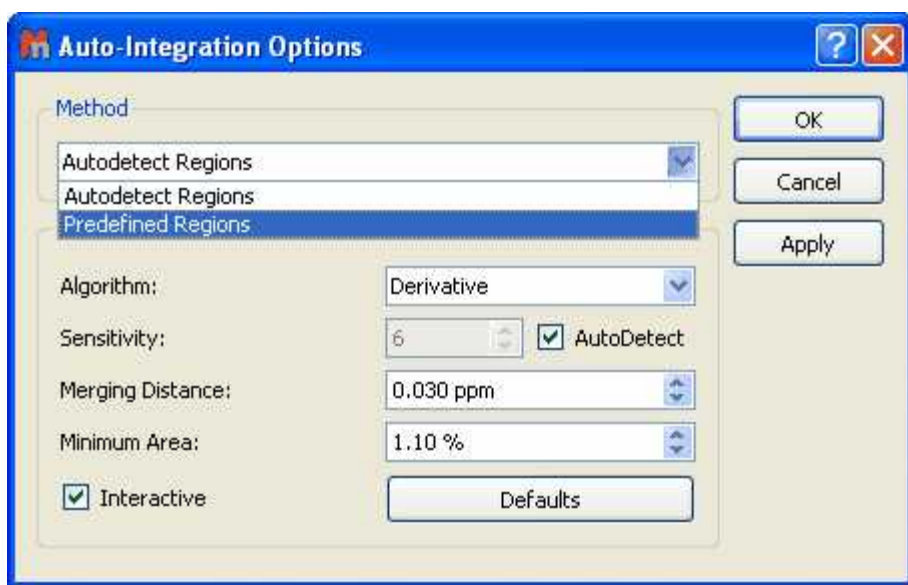 Auto-Integration Options
Method
Autodetect Regions
Autodetect Regions
Predefined Regions
Algorithm:
Derivative
Sensitivity:
6
AutoDetect
Merging Distance:
0.030 ppm
Minimum Area:
1.10 %
Interactive
Defaults
OK
Cancel
Apply